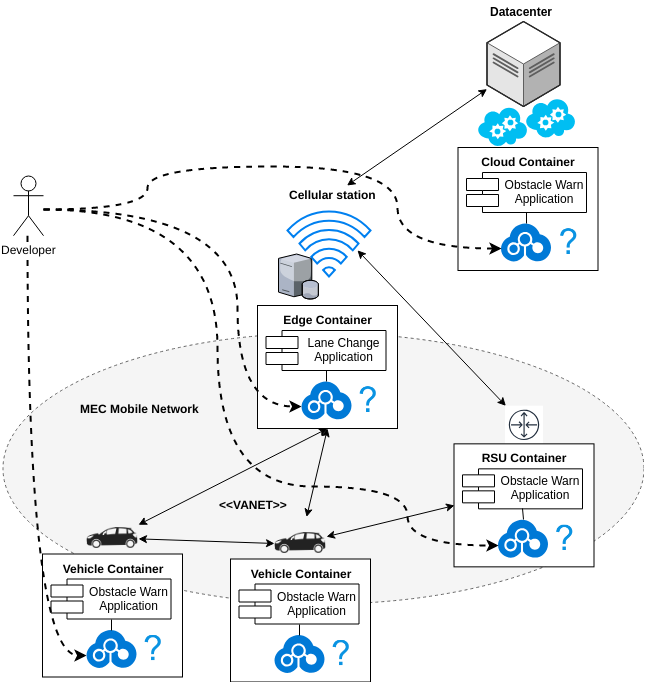 Datacenter
Cloud Container
Obstacle Warn
Application
?
Developer
Cellular station
Edge Container
Lane Change
Application
?
MEC Mobile Network
RSU Container
Obstacle Warn
Application
?
<<VANET>>
Vehicle Container
Obstacle Warn
Application
?
Vehicle Container
Obstacle Warn
Application
?